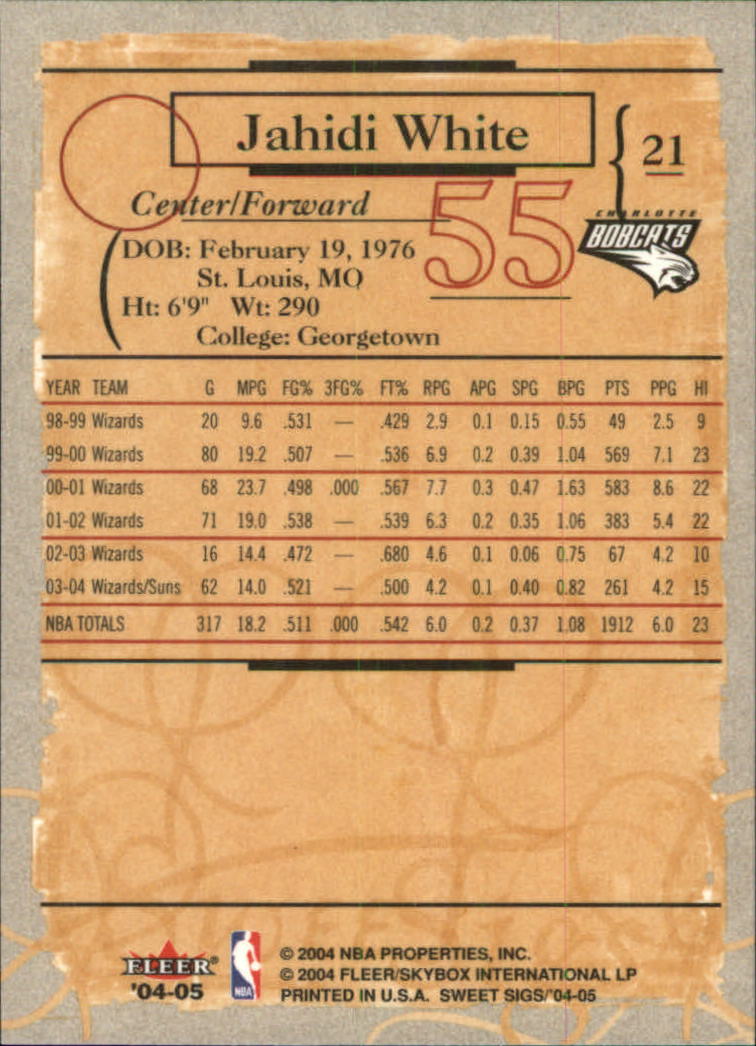 Jahidi White
21
Center/Forward
55
CHARLOTTE
BOBCATS
DOB: February 19, 1976
St. Louis, MO
Ht: 6'9" Wt: 290
College: Georgetown
YEAR TEAM G MPG FG% 3FG% FT% RPG APG SPG BPG PTS PPG HI
98-99 Wizards 20 9.6 .531 — .429 2.9 0.1 0.15 0.55 49 2.5 9
99-00 Wizards 80 19.2 .507 — .536 6.9 0.2 0.39 1.04 569 7.1 23
00-01 Wizards 68 23.7 .498 .000 .567 7.7 0.3 0.47 1.63 583 8.6 22
01-02 Wizards 71 19.0 .538 — .539 6.3 0.2 0.35 1.06 383 5.4 22
02-03 Wizards 16 14.4 .472 — .680 4.6 0.1 0.06 0.75 67 4.2 10
03-04 Wizards/Suns 62 14.0 .521 — .500 4.2 0.1 0.40 0.82 261 4.2 15
NBA TOTALS 317 18.2 .511 .000 .542 6.0 0.2 0.37 1.08 1912 6.0 23
FLEER®
'04-05
NBA
© 2004 NBA PROPERTIES, INC.
© 2004 FLEER/SKYBOX INTERNATIONAL LP
PRINTED IN U.S.A. SWEET SIGS/'04-05